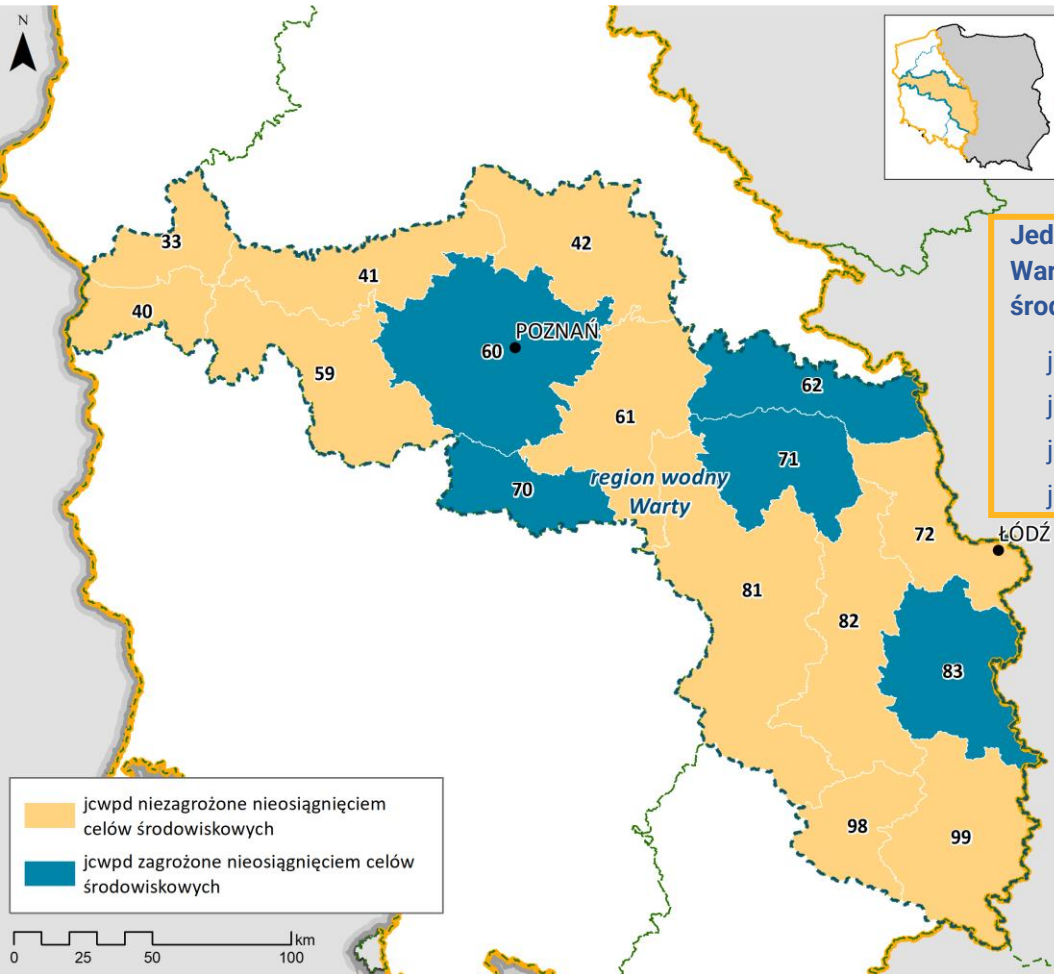 N
33
42
41
40
POZNAŃ
60
59
62
61
71
70
region wodny
Warty
72
ŁÓDŹ
81
82
83
98
99
jcwpd niezagrożone nieosiągnięciem
celów środowiskowych
jcwpd zagrożone nieosiągnięciem celów
środowiskowych
km
0 25 50 100